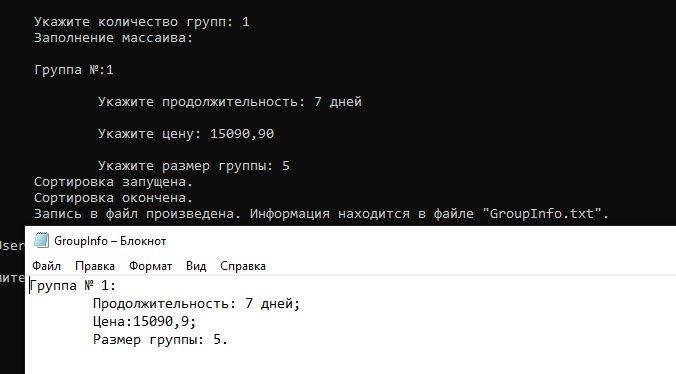 Укажите количество групп: 1
Заполнение массаива:
Группа №:1
Укажите продолжительность: 7 дней
Укажите цену: 15090,90
Укажите размер группы: 5
Сортировка запущена.
Сортировка окончена.
Запись в файл произведена. Информация находится в файле "GroupInfo.txt".
GroupInfo – Блокнот
Файл Правка Формат Вид Справка
Группа № 1:
Продолжительность: 7 дней;
Цена:15090,9;
Размер группы: 5.